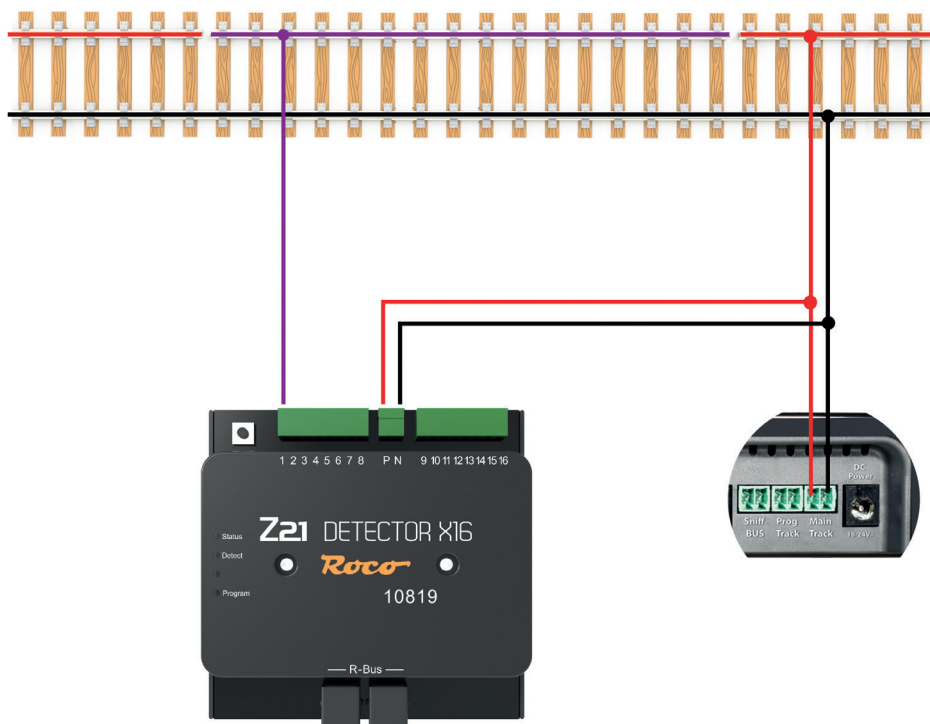 1 2 3 4 5 6 7 8 P N 9 10 11 12 13 14 15 16
Status
Z21 DETECTOR X16
Detect
Roco
Program
10819
R-Bus
DC
Power
Sniff
BUS
Prog
Track
Main
Track